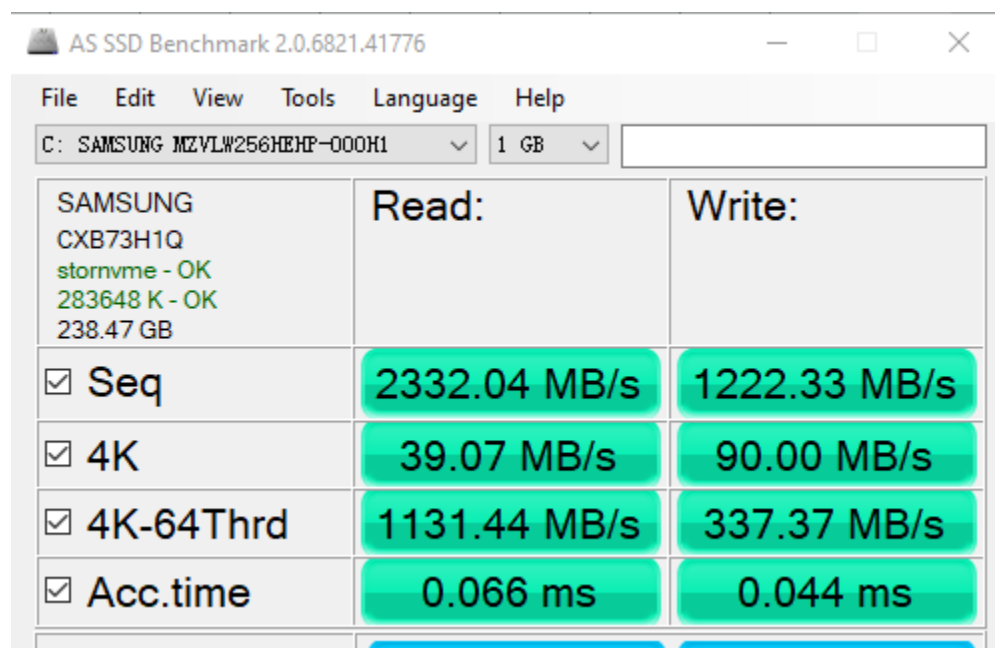 AS SSD Benchmark 2.0.6821.41776
File Edit View Tools Language Help
C: SAMSUNG MZVLW256HEHP-000H1 1 GB
SAMSUNG
CXB73H1Q
stornvme - OK
283648 K - OK
238.47 GB
Read: Write:
Seq 2332.04 MB/s 1222.33 MB/s
4K 39.07 MB/s 90.00 MB/s
4K-64Thrd 1131.44 MB/s 337.37 MB/s
Acc.time 0.066 ms 0.044 ms